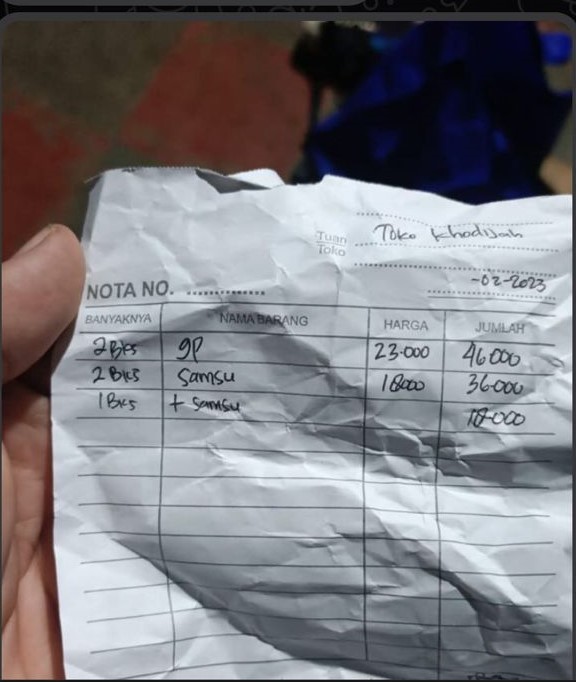 Tuan Toko Toko Khodijah
-02-2023
NOTA NO.
BANYAKNYA NAMA BARANG HARGA JUMLAH
2 Bks gp 23.000 46.000
2 Bks Samsu 18000 36.000
1 Bks + Samsu 18.000